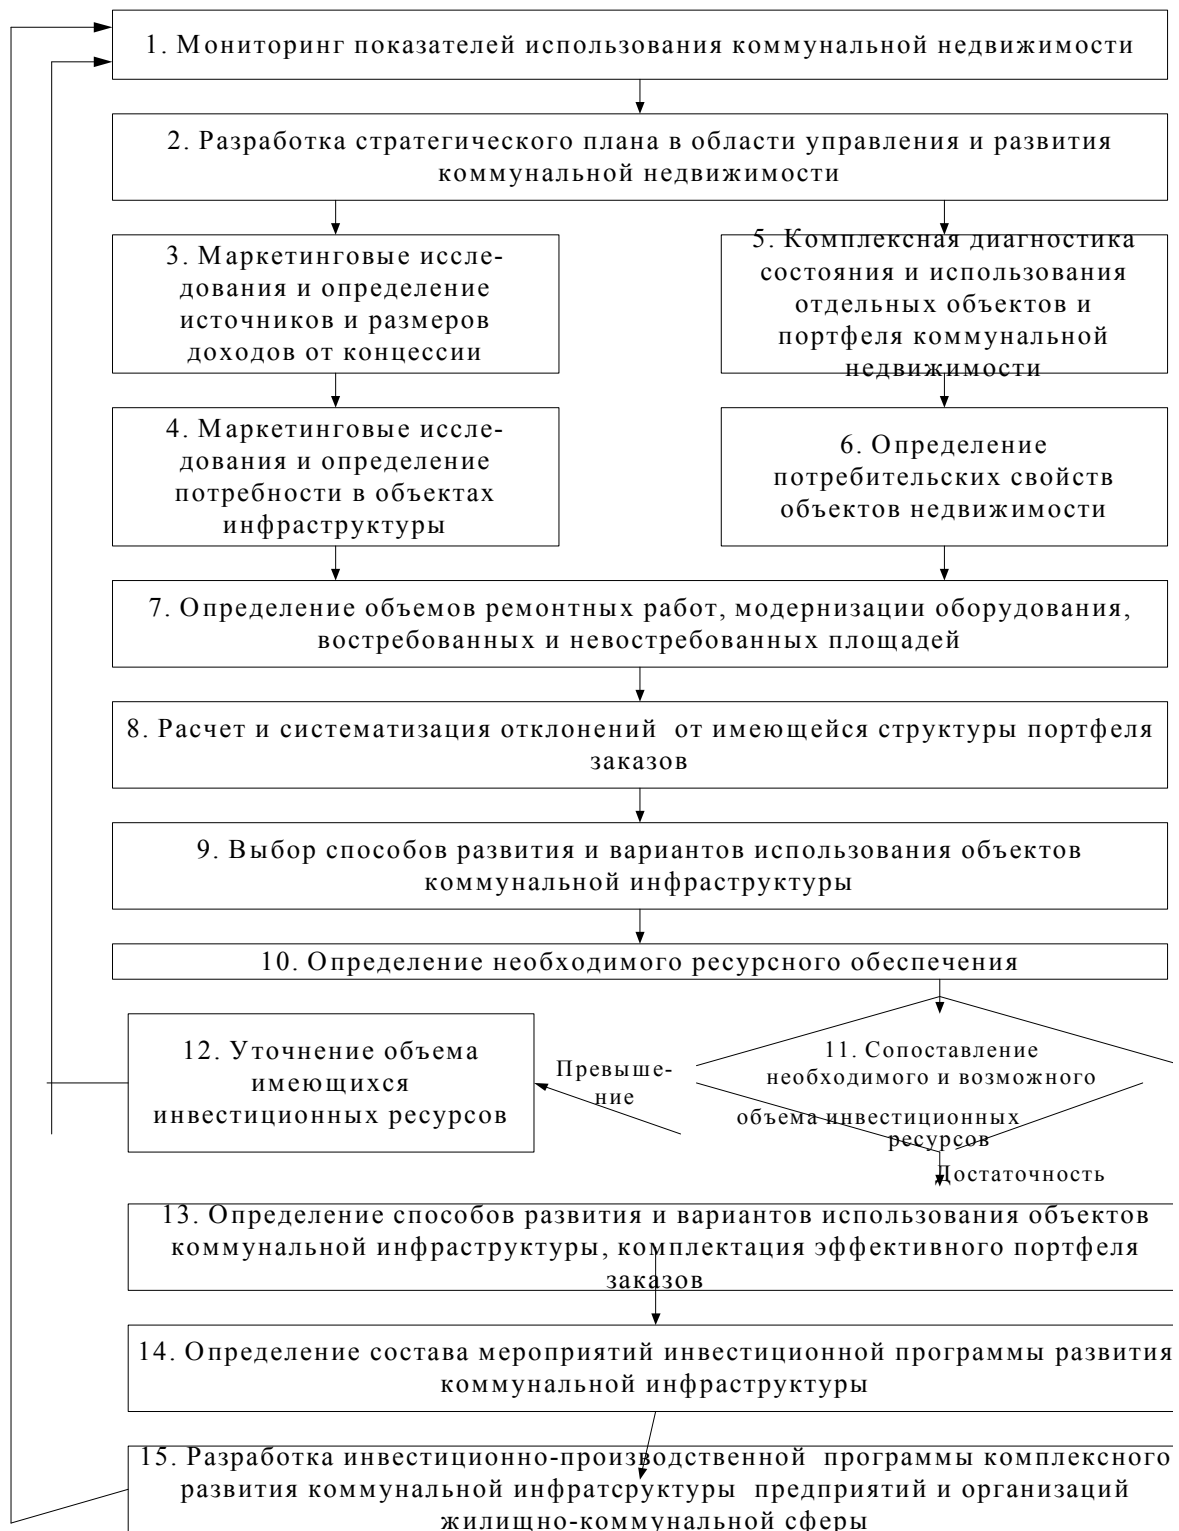 1. Мониторинг показателей использования коммунальной недвижимости
2. Разработка стратегического плана в области управления и развития
коммунальной недвижимости
3. Маркетинговые иссле-
дования и определение
источников и размеров
доходов от концессии
5. Комплексная диагностика
состояния и использования
отдельных объектов и
портфеля коммунальной
недвижимости
4. Маркетинговые иссле-
дования и определение
потребности в объектах
инфраструктуры
6. Определение
потребительских свойств
объектов недвижимости
7. Определение объемов ремонтных работ, модернизации оборудования,
востребованных и невостребованных площадей
8. Расчет и систематизация отклонений от имеющейся структуры портфеля
заказов
9. Выбор способов развития и вариантов использования объектов
коммунальной инфраструктуры
10. Определение необходимого ресурсного обеспечения
12. Уточнение объема
имеющихся
инвестиционных ресурсов
Превыше-
ние
11. Сопоставление
необходимого и возможного
объема инвестиционных
ресурсов
Достаточность
13. Определение способов развития и вариантов использования объектов
коммунальной инфраструктуры, комплектация эффективного портфеля
заказов
14. Определение состава мероприятий инвестиционной программы развития
коммунальной инфраструктуры
15. Разработка инвестиционно-производственной программы комплексного
развития коммунальной инфратсруктуры предприятий и организаций
жилищно-коммунальной сферы